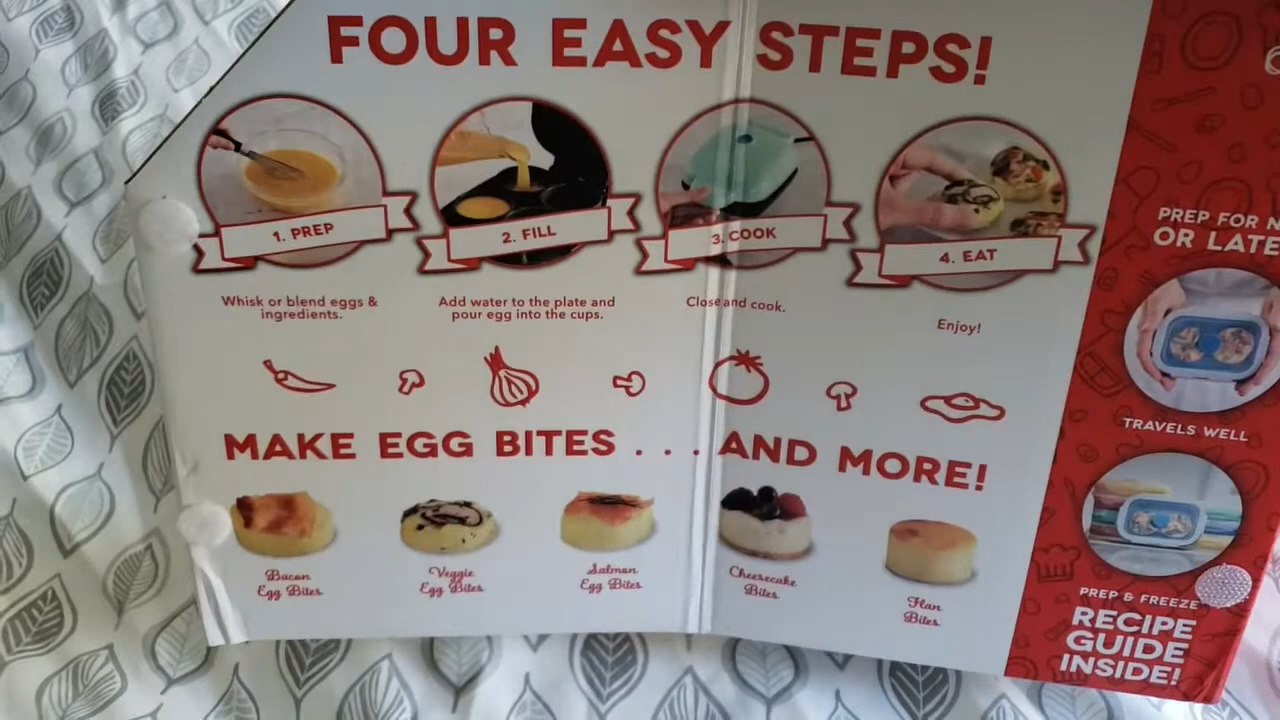 FOUR EASY STEPS!
1. PREP
2. FILL
3. COOK
4. EAT
Whisk or blend eggs &
ingredients.
Add water to the plate and
pour egg into the cups.
Close and cook.
Enjoy!
MAKE EGG BITES . . . AND MORE!
Bacon
Egg Bites
Veggie
Egg Bites
Salmon
Egg Bites
Cheesecake
Bites
Flan
Bites
PREP FOR
OR LATE
TRAVELS WELL
PREP & FREEZE
RECIPE
GUIDE
INSIDE!